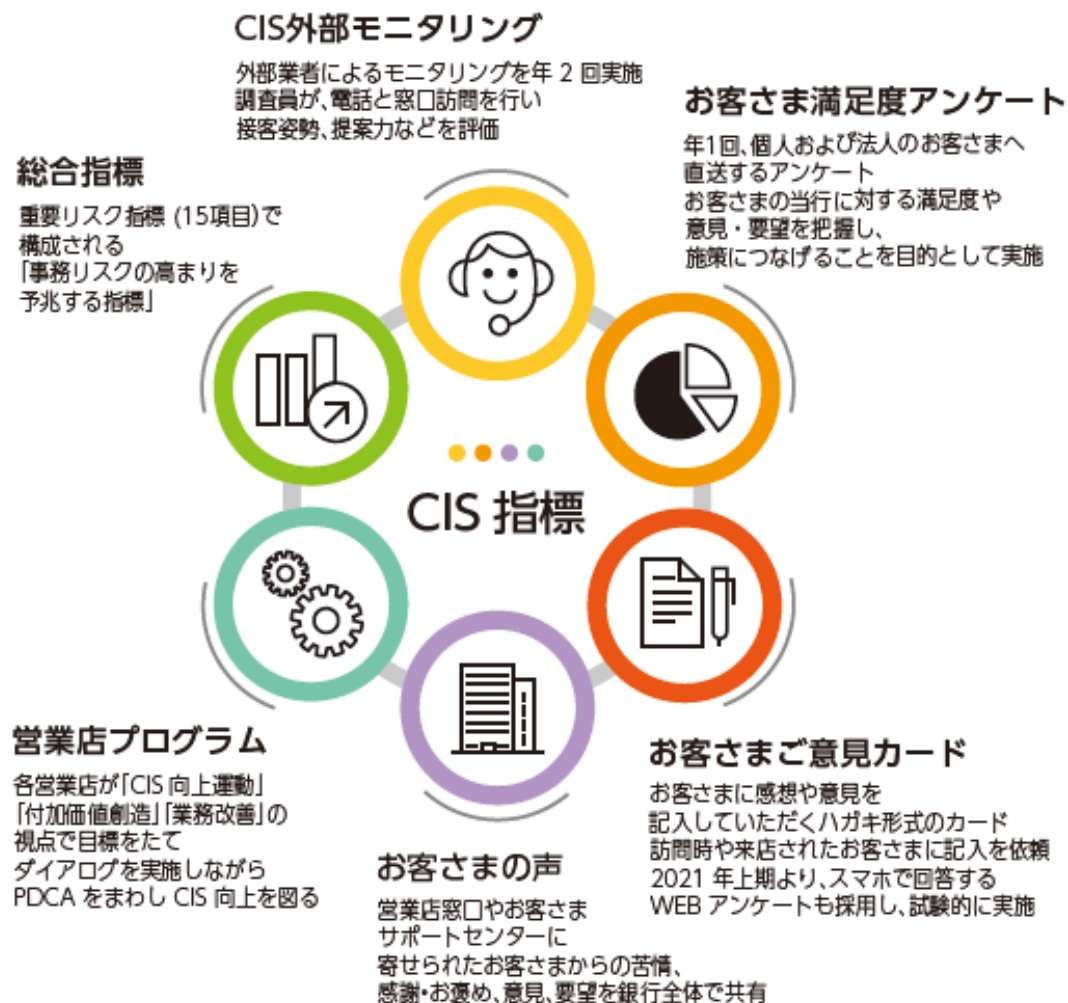 CIS外部モニタリング
外部業者によるモニタリングを年 2 回実施
調査員が、電話と窓口訪問を行い
接客姿勢、提案力などを評価
お客さま満足度アンケート
年1回、個人および法人のお客さまへ
直送するアンケート
お客さまの当行に対する満足度や
意見・要望を把握し、
施策につなげることを目的として実施
総合指標
重要リスク指標 (15項目)で
構成される
「事務リスクの高まりを
予兆する指標」
CIS 指標
営業店プログラム
各営業店が「CIS 向上運動」
「付加価値創造」「業務改善」の
視点で目標をたて
ダイアログを実施しながら
PDCA をまわし CIS 向上を図る
お客さまの声
営業店窓口やお客さま
サポートセンターに
寄せられたお客さまからの苦情、
感謝・お褒め、意見、要望を銀行全体で共有
お客さまご意見カード
お客さまに感想や意見を
記入していただくハガキ形式のカード
訪問時や来店されたお客さまに記入を依頼
2021 年上期より、スマホで回答する
WEB アンケートも採用し、試験的に実施